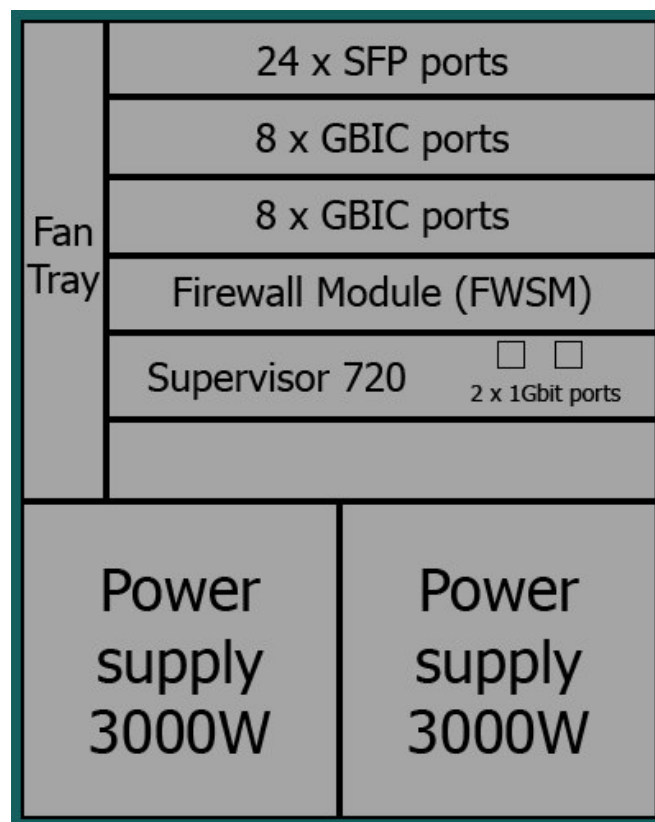 Fan
Tray
24 x SFP ports
8 x GBIC ports
8 x GBIC ports
Firewall Module (FWSM)
Supervisor 720
2 x 1Gbit ports
Power
supply
3000W
Power
supply
3000W